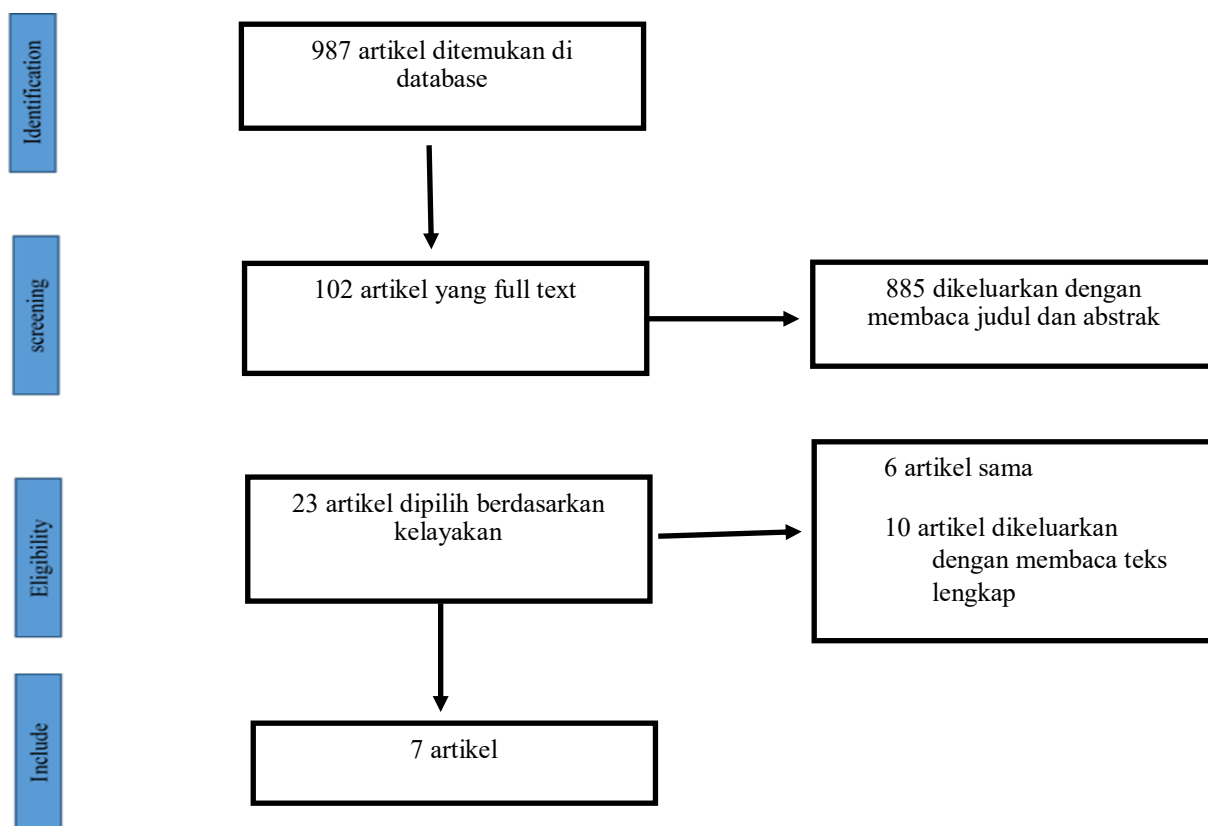 Identification
987 artikel ditemukan di
database
screening
102 artikel yang full text
885 dikeluarkan dengan
membaca judul dan abstrak
Eligibility
23 artikel dipilih berdasarkan
kelayakan
6 artikel sama
10 artikel dikeluarkan
dengan membaca teks
lengkap
Include
7 artikel